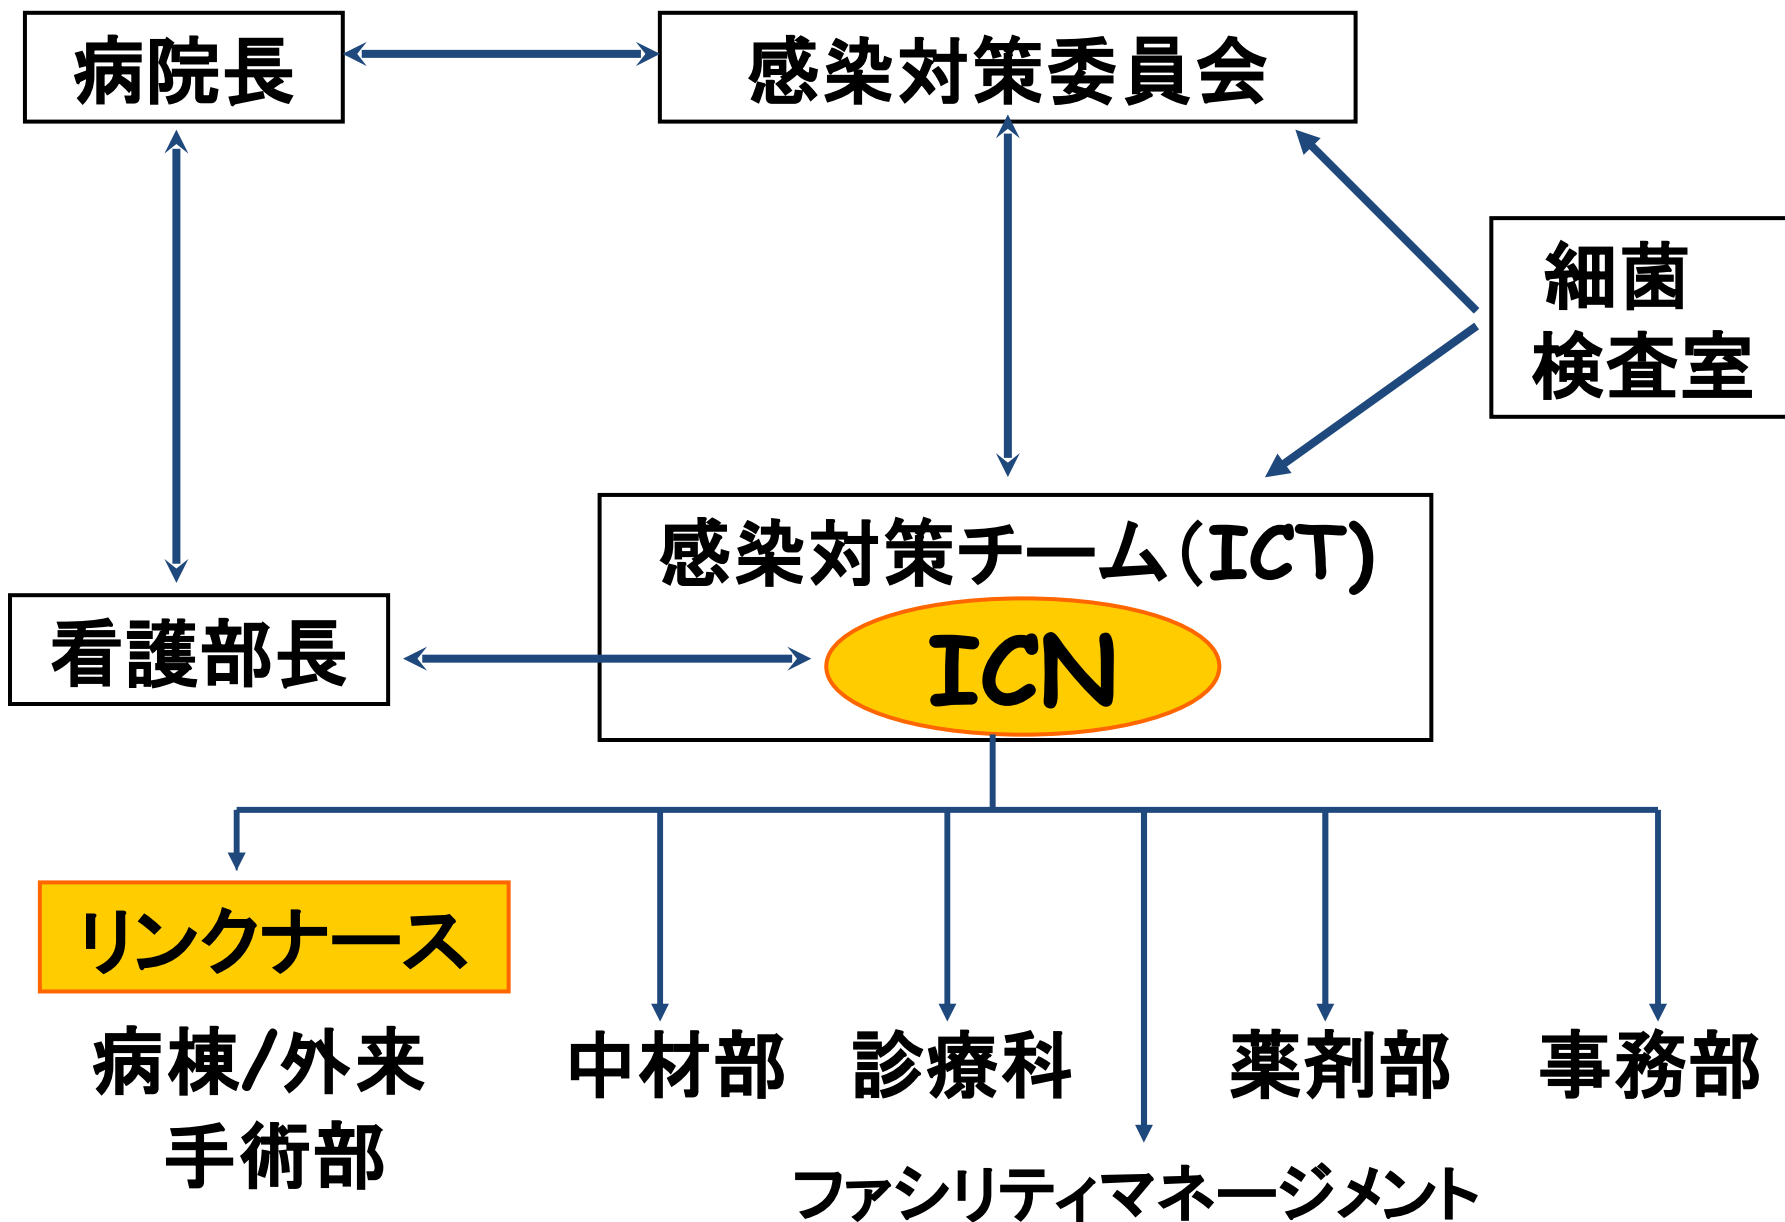 病院長
感染対策委員会
細菌
検査室
感染対策チーム(ICT)
ICN
看護部長
リンクナース
病棟/外来
手術部
中材部
診療科
薬剤部
事務部
ファシリティマネージメント